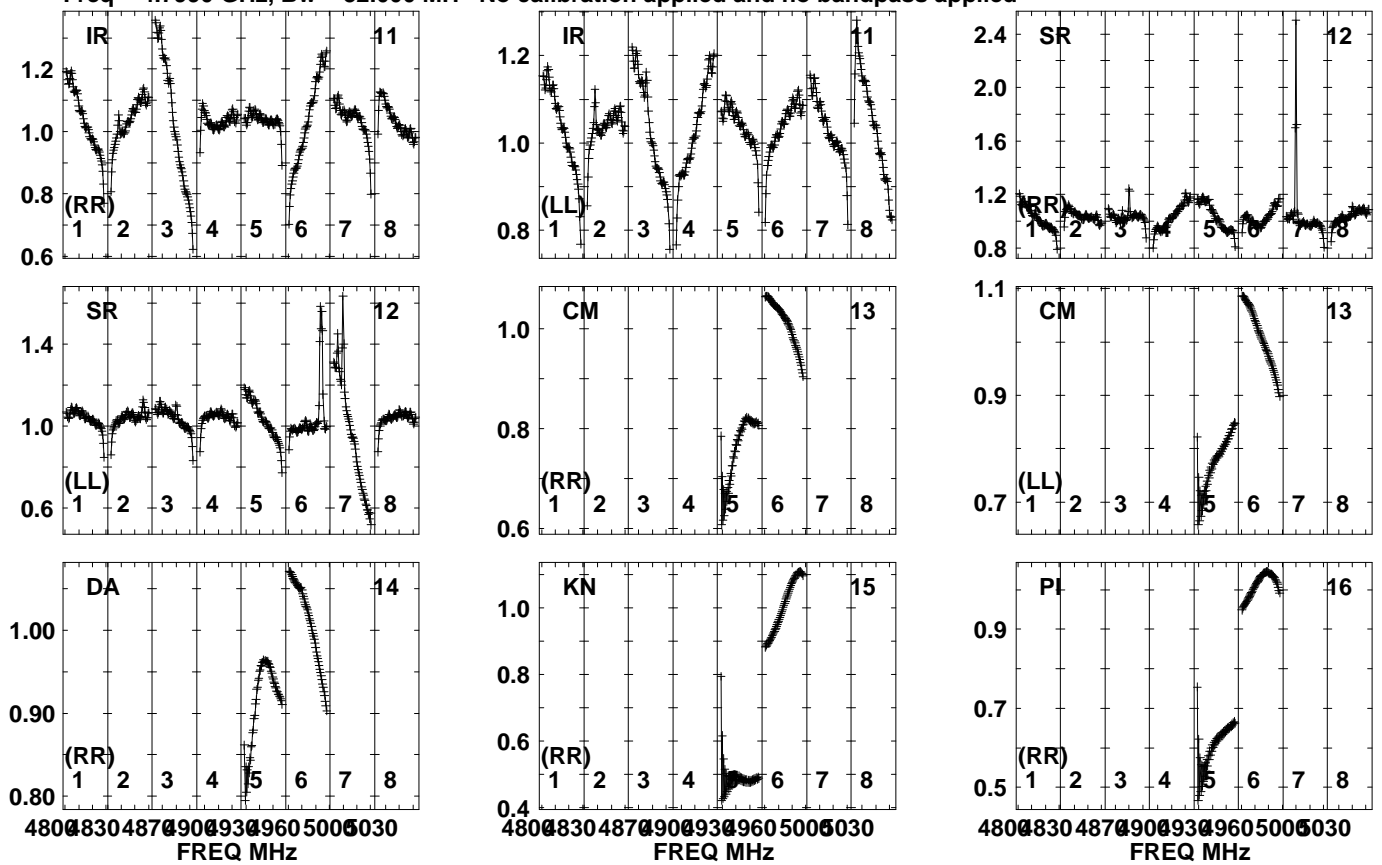 Freq GHz, Bw = 32.000 MH No calibration applied and no bandpass applied
IR 11
1.2
1.0
0.8
0.6
(RR)
1 2 3 4 5 6 7 8
IR 11
1.2
1.0
0.8
(LL)
1 2 3 4 5 6 7 8
SR 12
2.4
2.0
1.6
1.2
0.8
(RR)
1 2 3 4 5 6 7 8
SR 12
1.4
1.0
0.6
(LL)
1 2 3 4 5 6 7 8
CM 13
1.0
0.8
0.6
(RR)
1 2 3 4 5 6 7 8
CM 13
1.1
0.9
0.7
(LL)
1 2 3 4 5 6 7 8
DA 14
1.00
0.90
0.80
(RR)
1 2 3 4 5 6 7 8
4800 4830 4870 4900 4930 4960 5000 5030
FREQ MHz
KN 15
1.0
0.8
0.6
0.4
(RR)
1 2 3 4 5 6 7 8
4800 4830 4870 4900 4930 4960 5000 5030
FREQ MHz
PI 16
0.9
0.7
0.5
(RR)
1 2 3 4 5 6 7 8
4800 4830 4870 4900 4930 4960 5000 5030
FREQ MHz